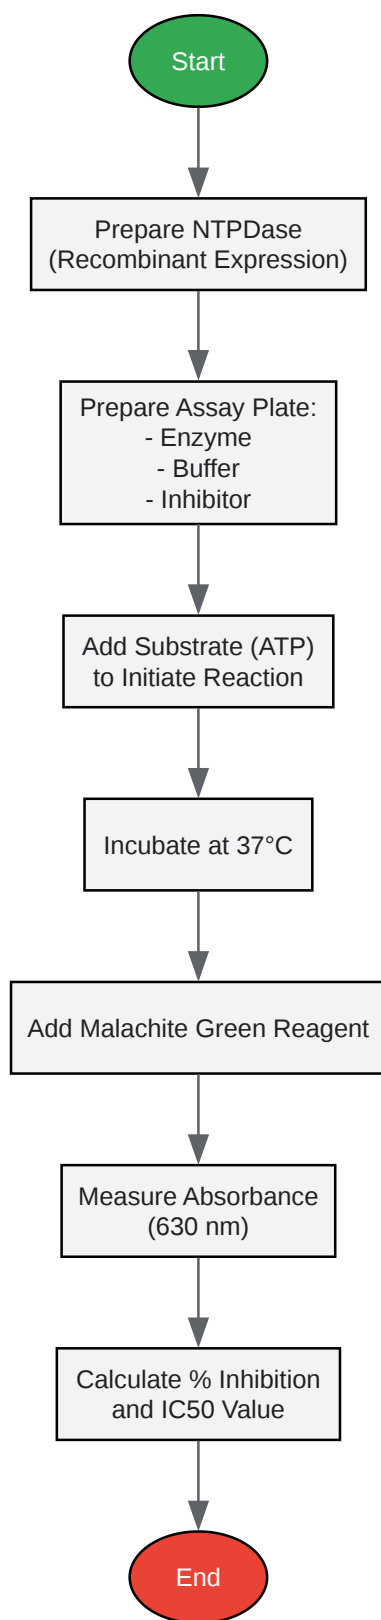 Start
Prepare NTPDase
(Recombinant Expression)
Prepare Assay Plate:
- Enzyme
- Buffer
- Inhibitor
Add Substrate (ATP)
to Initiate Reaction
Incubate at 37°C
Add Malachite Green Reagent
Measure Absorbance
(630 nm)
Calculate % Inhibition
and IC50 Value
End